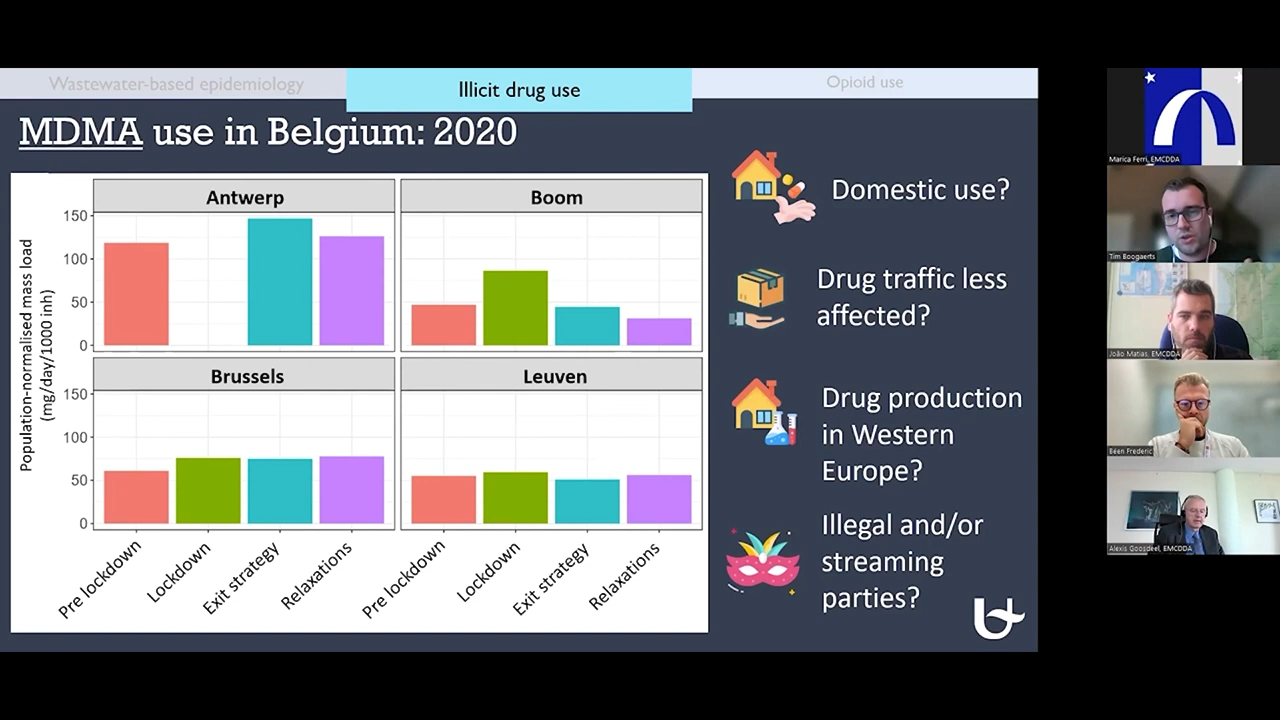 Wastewater-based epidemiology
Illicit drug use
Opioid use
MDMA use in Belgium: 2020
Population-normalised mass load
(mg/day/1000 inh)
Antwerp
Boom
150
100
50
0
Brussels
Leuven
150
100
50
0
Pre lockdown
Lockdown
Exit strategy
Relaxations
Pre lockdown
Lockdown
Exit strategy
Relaxations
Domestic use?
Drug traffic less
affected?
Drug production
in Western
Europe?
Illegal and/or
streaming
parties?
Marica Ferri, EMCDDA
Tim Boogaerts
João Matias, EMCDDA
Béen Frederic
Alexis Goosdeel, EMCDDA